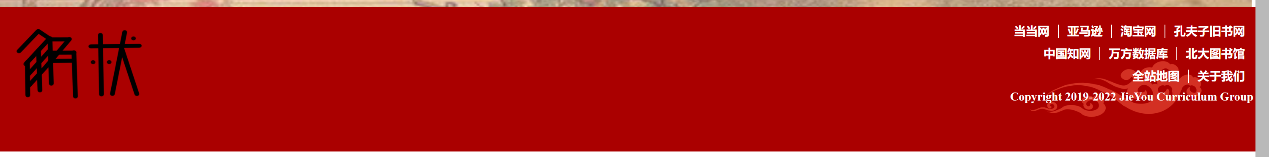 解状
当当网 | 亚马逊 | 淘宝网 | 孔夫子旧书网
中国知网 | 万方数据库 | 北大图书馆
全站地图 | 关于我们
Copyright 2019-2022 JieYou Curriculum Group